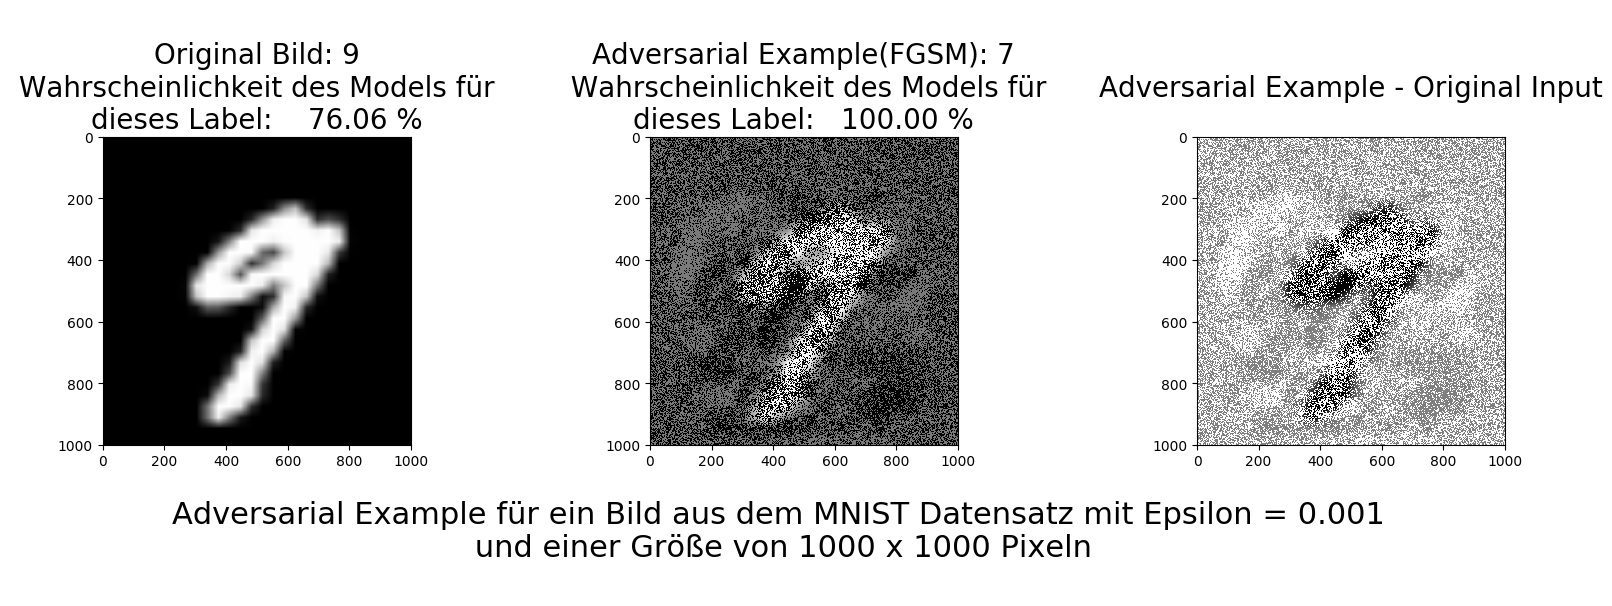 Original Bild: 9
Wahrscheinlichkeit des Models für
dieses Label: 76.06 %
0
200
400
600
800
1000
0 200 400 600 800 1000
Adversarial Example(FGSM): 7
Wahrscheinlichkeit des Models für
dieses Label: 100.00 %
0
200
400
600
800
1000
0 200 400 600 800 1000
Adversarial Example - Original Input
0
200
400
600
800
1000
0 200 400 600 800 1000
Adversarial Example für ein Bild aus dem MNIST Datensatz mit Epsilon = 0.001
und einer Größe von 1000 x 1000 Pixeln